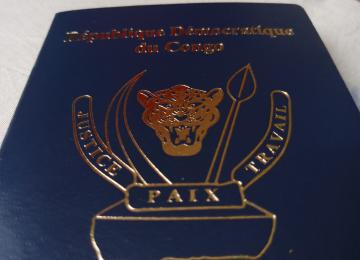 République Démocratique
du Congo
JUSTICE
PAIX
TRAVAIL